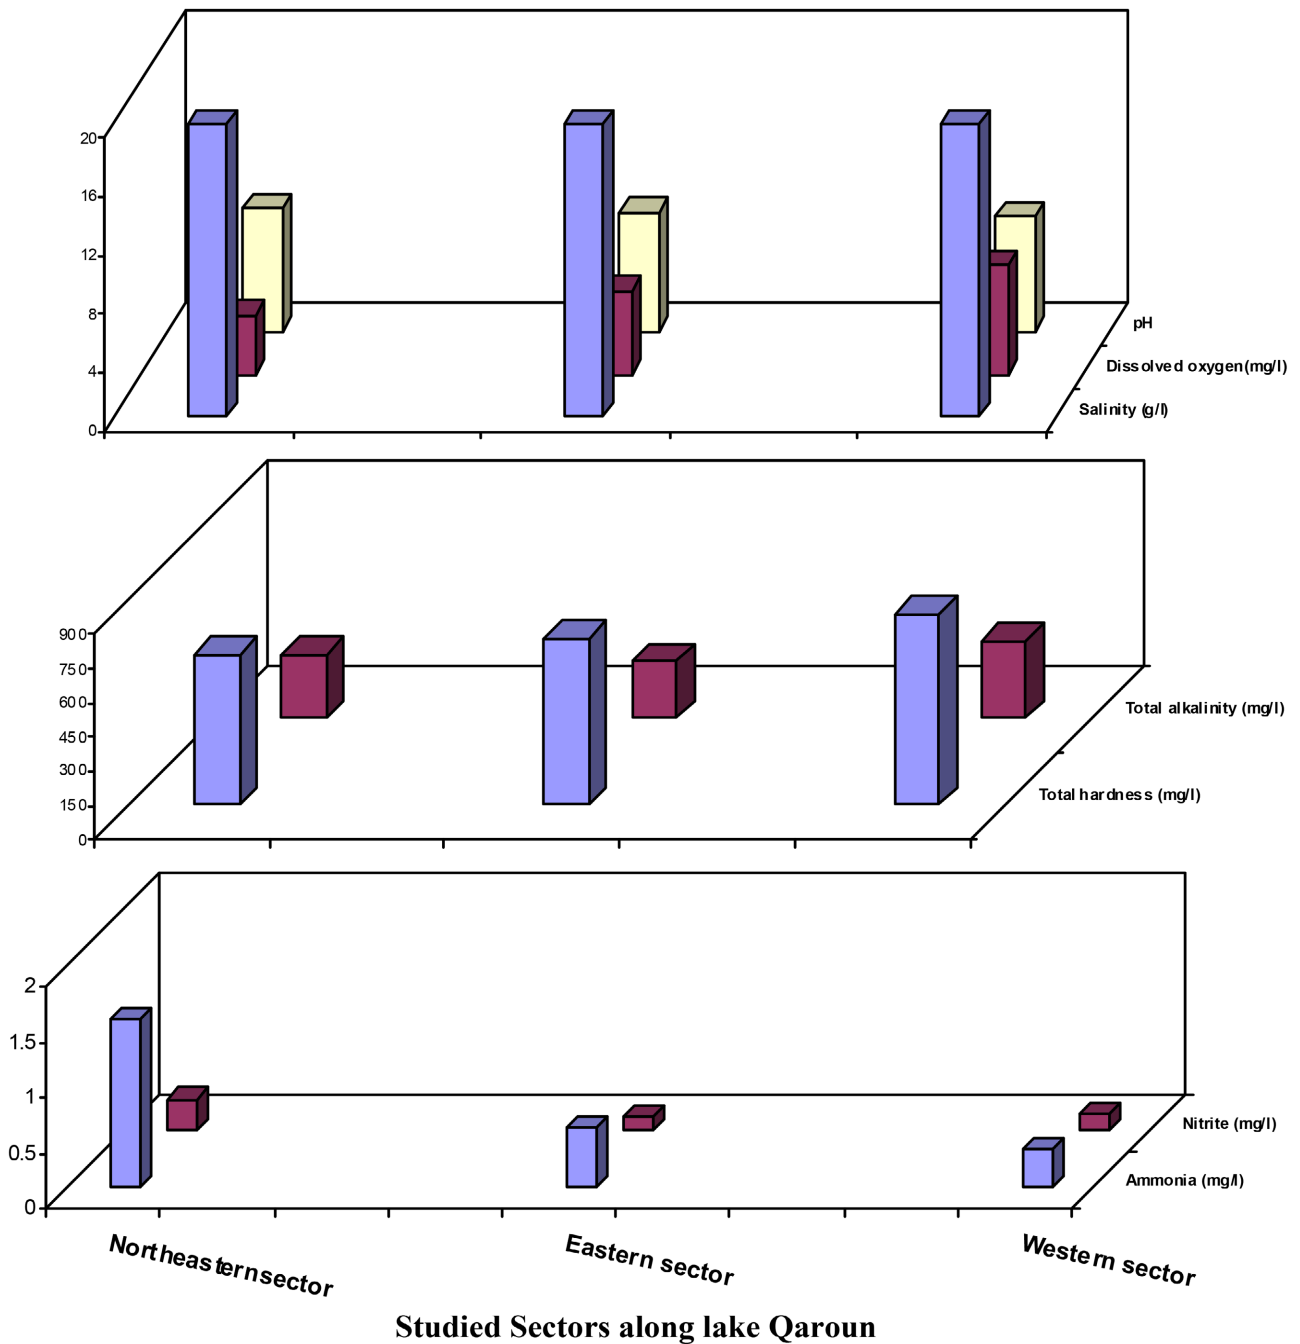 20
16
12
8
4
0
pH
Dissolved oxygen(mg/l)
Salinity (g/l)
900
750
600
450
300
150
0
Total alkalinity (mg/l)
Total hardness (mg/l)
2
1.5
1
0.5
0
Nitrite (mg/l)
Ammonia (mg/l)
Northeastern sector
Eastern sector
Western sector
Studied Sectors along lake Qaroun